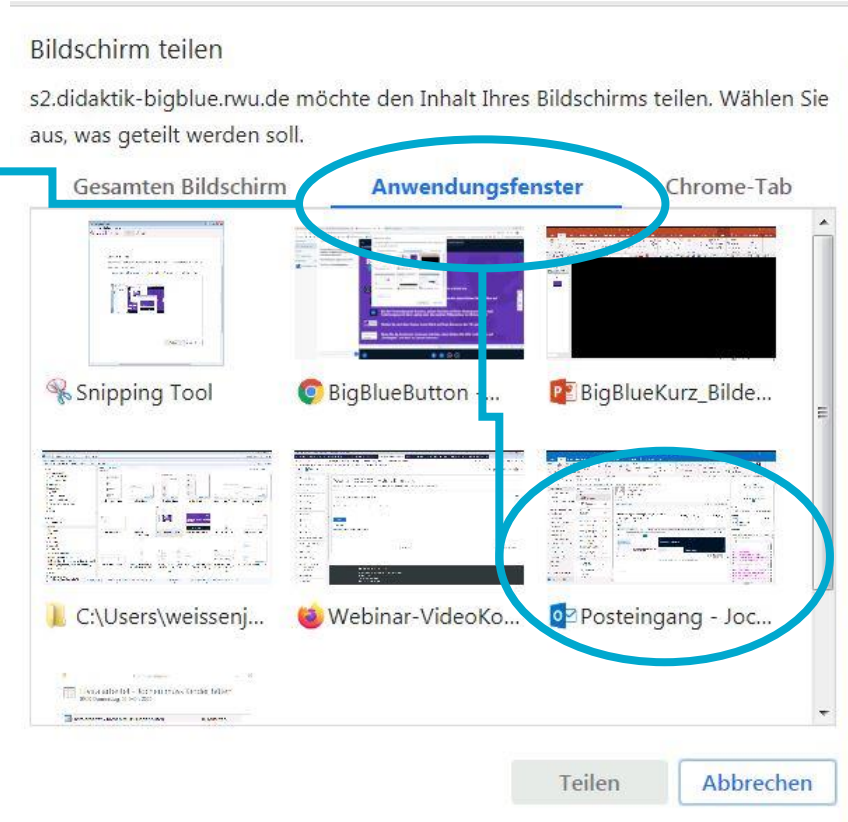 Bildschirm teilen
s2.didaktik-bigblue.rwu.de möchte den Inhalt Ihres Bildschirms teilen. Wählen Sie
aus, was geteilt werden soll.
Gesamten Bildschirm Anwendungsfenster Chrome-Tab
Snipping Tool BigBlueButton -... BigBlueKurz_Bilde...
C:\Users\weissenj... Webinar-VideoKo... Posteingang - Joc...
Teilen Abbrechen